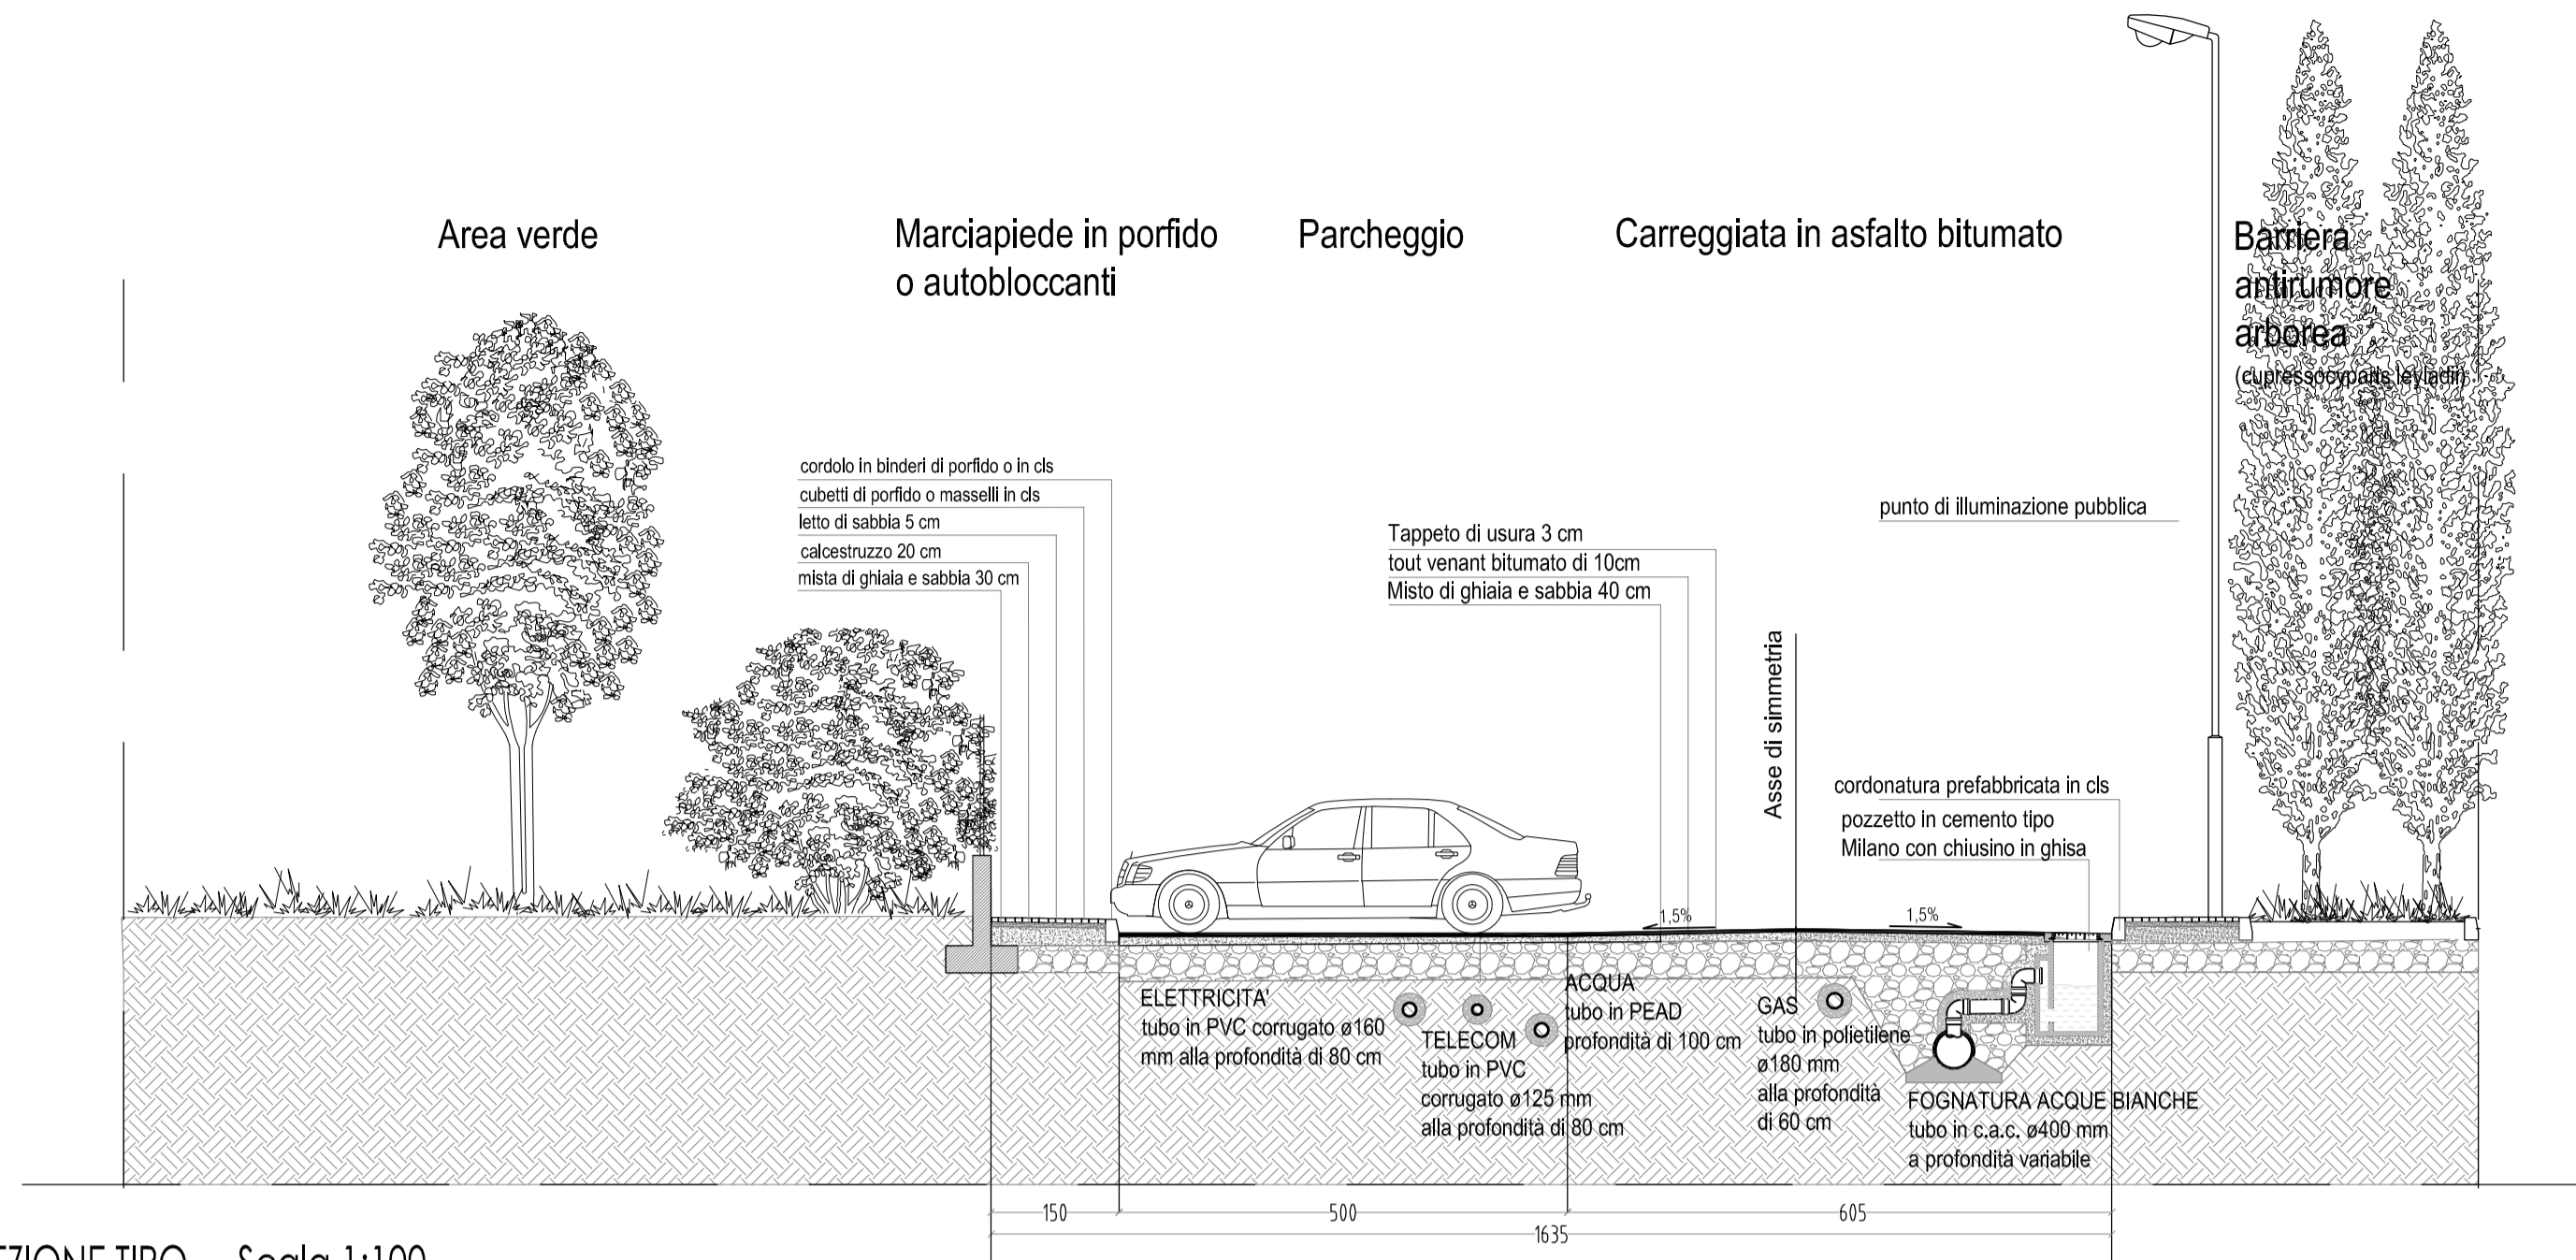 Area verde
Marciapiede in porfido
o autobloccanti
Parcheggio
Carreggiata in asfalto bitumato
Barriera
antirumore
arborea
(cupressocyparis leyladii)
cordolo in binderi di porfido o in cls
cubetti di porfido o masselli in cls
letto di sabbia 5 cm
calcestruzzo 20 cm
mista di ghiaia e sabbia 30 cm
Tappeto di usura 3 cm
tout venant bitumato di 10cm
Misto di ghiaia e sabbia 40 cm
punto di illuminazione pubblica
Asse di simmetria
cordonatura prefabbricata in cls
pozzetto in cemento tipo
Milano con chiusino in ghisa
1,5%
1,5%
ELETTRICITA'
tubo in PVC corrugato ø160
mm alla profondità di 80 cm
TELECOM
tubo in PVC
corrugato ø125 mm
alla profondità di 80 cm
ACQUA
tubo in PEAD
profondità di 100 cm
GAS
tubo in polietilene
ø180 mm
alla profondità
di 60 cm
FOGNATURA ACQUE BIANCHE
tubo in c.a.c. ø400 mm
a profondità variabile
150
500
605
1635
EZIONE TIPO - Scala 1:100